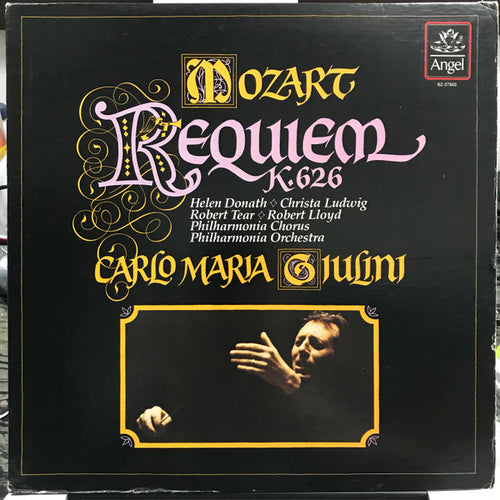 MOZART
REQUIEM
K.626
Helen Donath ◇ Christa Ludwig
Robert Tear ◇ Robert Lloyd
Philharmonia Chorus
Philharmonia Orchestra
CARLO MARIA GIULINI
Angel
SZ-37600